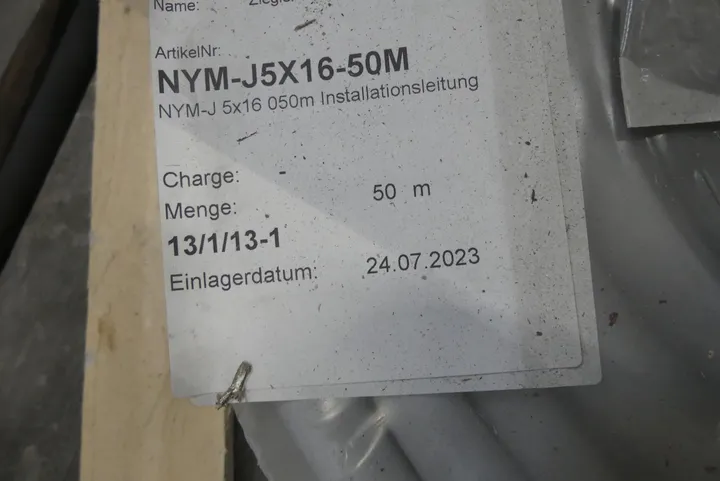 Name:
ArtikelNr:
NYM-J5X16-50M
NYM-J 5x16 050m Installationsleitung
Charge: -
Menge: 50 m
13/1/13-1
Einlagerdatum: 24.07.2023